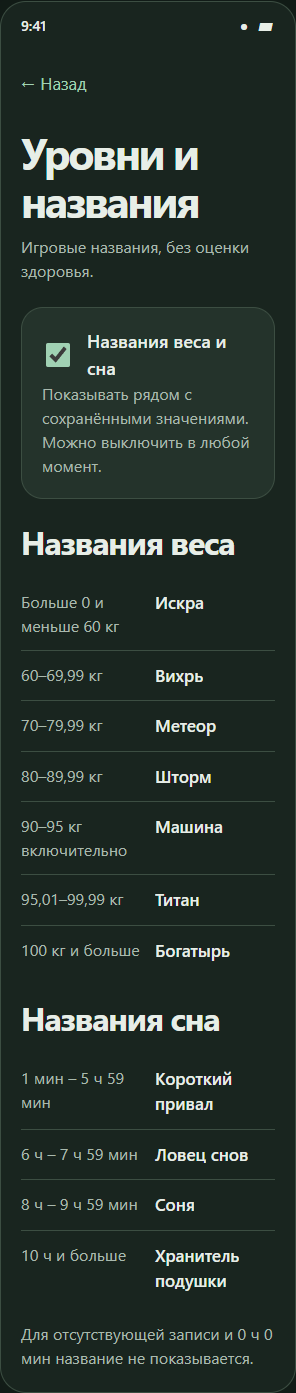 9:41
← Назад
Уровни и
названия
Игровые названия, без оценки
здоровья.
Названия веса и
сна
Показывать рядом с
сохранёнными значениями.
Можно выключить в любой
момент.
Названия веса
Больше 0 и
меньше 60 кг
Искра
60–69,99 кг
Вихрь
70–79,99 кг
Метеор
80–89,99 кг
Шторм
90–95 кг
включительно
Машина
95,01–99,99 кг
Титан
100 кг и больше
Богатырь
Названия сна
1 мин – 5 ч 59
мин
Короткий
привал
6 ч – 7 ч 59 мин
Ловец снов
8 ч – 9 ч 59 мин
Соня
10 ч и больше
Хранитель
подушки
Для отсутствующей записи и 0 ч 0
мин название не показывается.